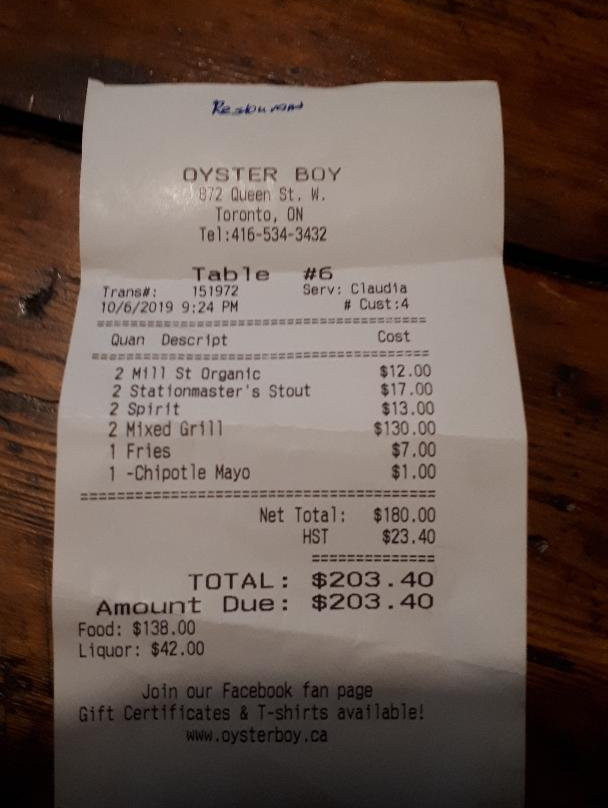 Restaurant
OYSTER BOY
872 Queen St. W.
Toronto, ON
Tel:416-534-3432
Table #6
Trans#: 151972 Serv: Claudia
10/6/2019 9:24 PM # Cust:4
Quan Descript Cost
2 Mill St Organic $12.00
2 Stationmaster's Stout $17.00
2 Spirit $13.00
2 Mixed Grill $130.00
1 Fries $7.00
1 -Chipotle Mayo $1.00
Net Total: $180.00
HST $23.40
TOTAL: $203.40
Amount Due: $203.40
Food: $138.00
Liquor: $42.00
Join our Facebook fan page
Gift Certificates & T-shirts available!
www.oysterboy.ca